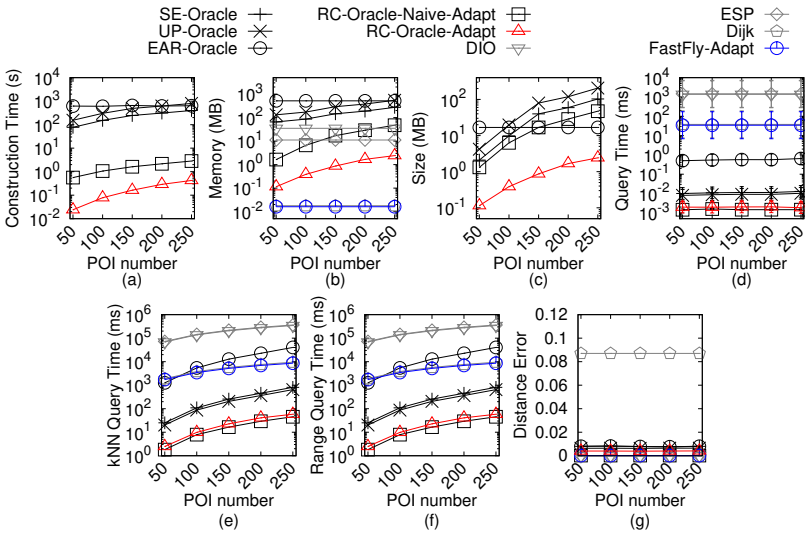 SE-Oracle RC-Oracle-Naive-Adapt ESP
UP-Oracle RC-Oracle-Adapt Dijk
EAR-Oracle DIO FastFly-Adapt
Construction Time (s)
10^4
10^3
10^2
10^1
10^0
10^-1
10^-2
50 100 150 200 250
POI number
(a)
Memory (MB)
10^4
10^3
10^2
10^1
10^0
10^-1
10^-2
50 100 150 200 250
POI number
(b)
Size (MB)
10^2
10^1
10^0
10^-1
50 100 150 200 250
POI number
(c)
Query Time (ms)
10^4
10^3
10^2
10^1
10^0
10^-1
10^-2
10^-3
50 100 150 200 250
POI number
(d)
kNN Query Time (ms)
10^6
10^5
10^4
10^3
10^2
10^1
10^0
50 100 150 200 250
POI number
(e)
Range Query Time (ms)
10^6
10^5
10^4
10^3
10^2
10^1
10^0
50 100 150 200 250
POI number
(f)
Distance Error
0.12
0.1
0.08
0.06
0.04
0.02
0
50 100 150 200 250
POI number
(g)